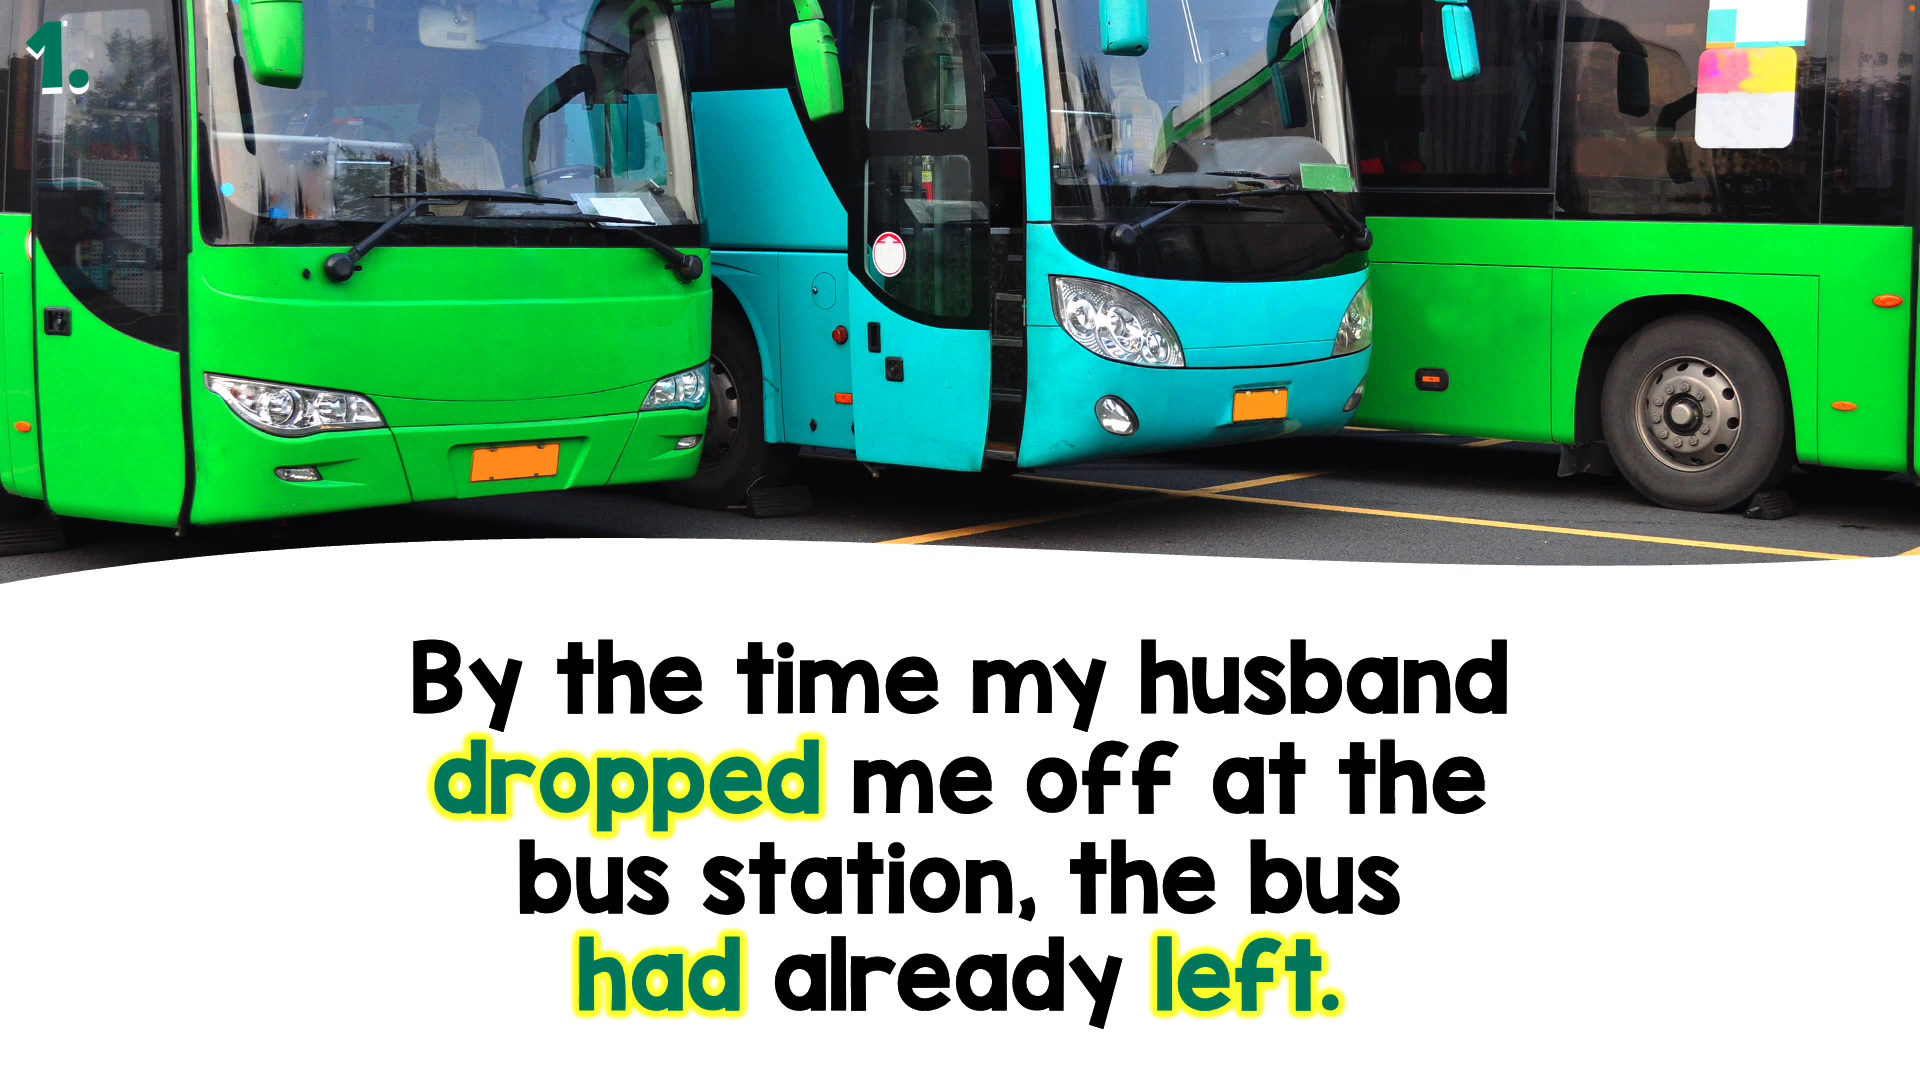 1.
By the time my husband
dropped me off at the
bus station, the bus
had already left.